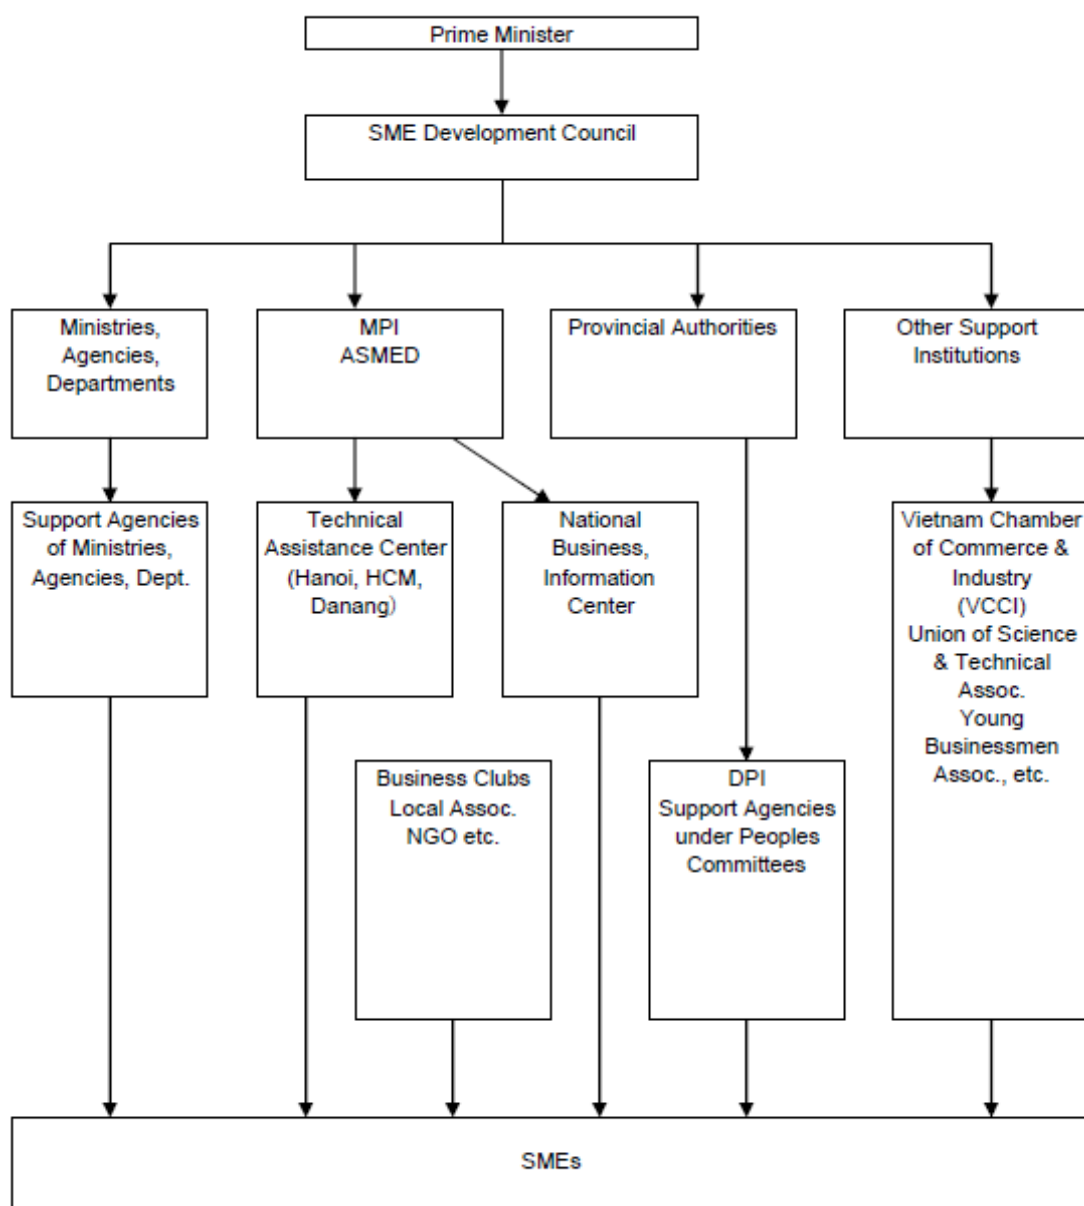 Prime Minister
SME Development Council
Ministries,
Agencies,
Departments
MPI
ASMED
Provincial Authorities
Other Support
Institutions
Support Agencies
of Ministries,
Agencies, Dept.
Technical
Assistance Center
(Hanoi, HCM,
Danang)
National
Business,
Information
Center
Vietnam Chamber
of Commerce &
Industry
(VCCI)
Union of Science
& Technical
Assoc.
Young
Businessmen
Assoc., etc.
Business Clubs
Local Assoc.
NGO etc.
DPI
Support Agencies
under Peoples
Committees
SMEs